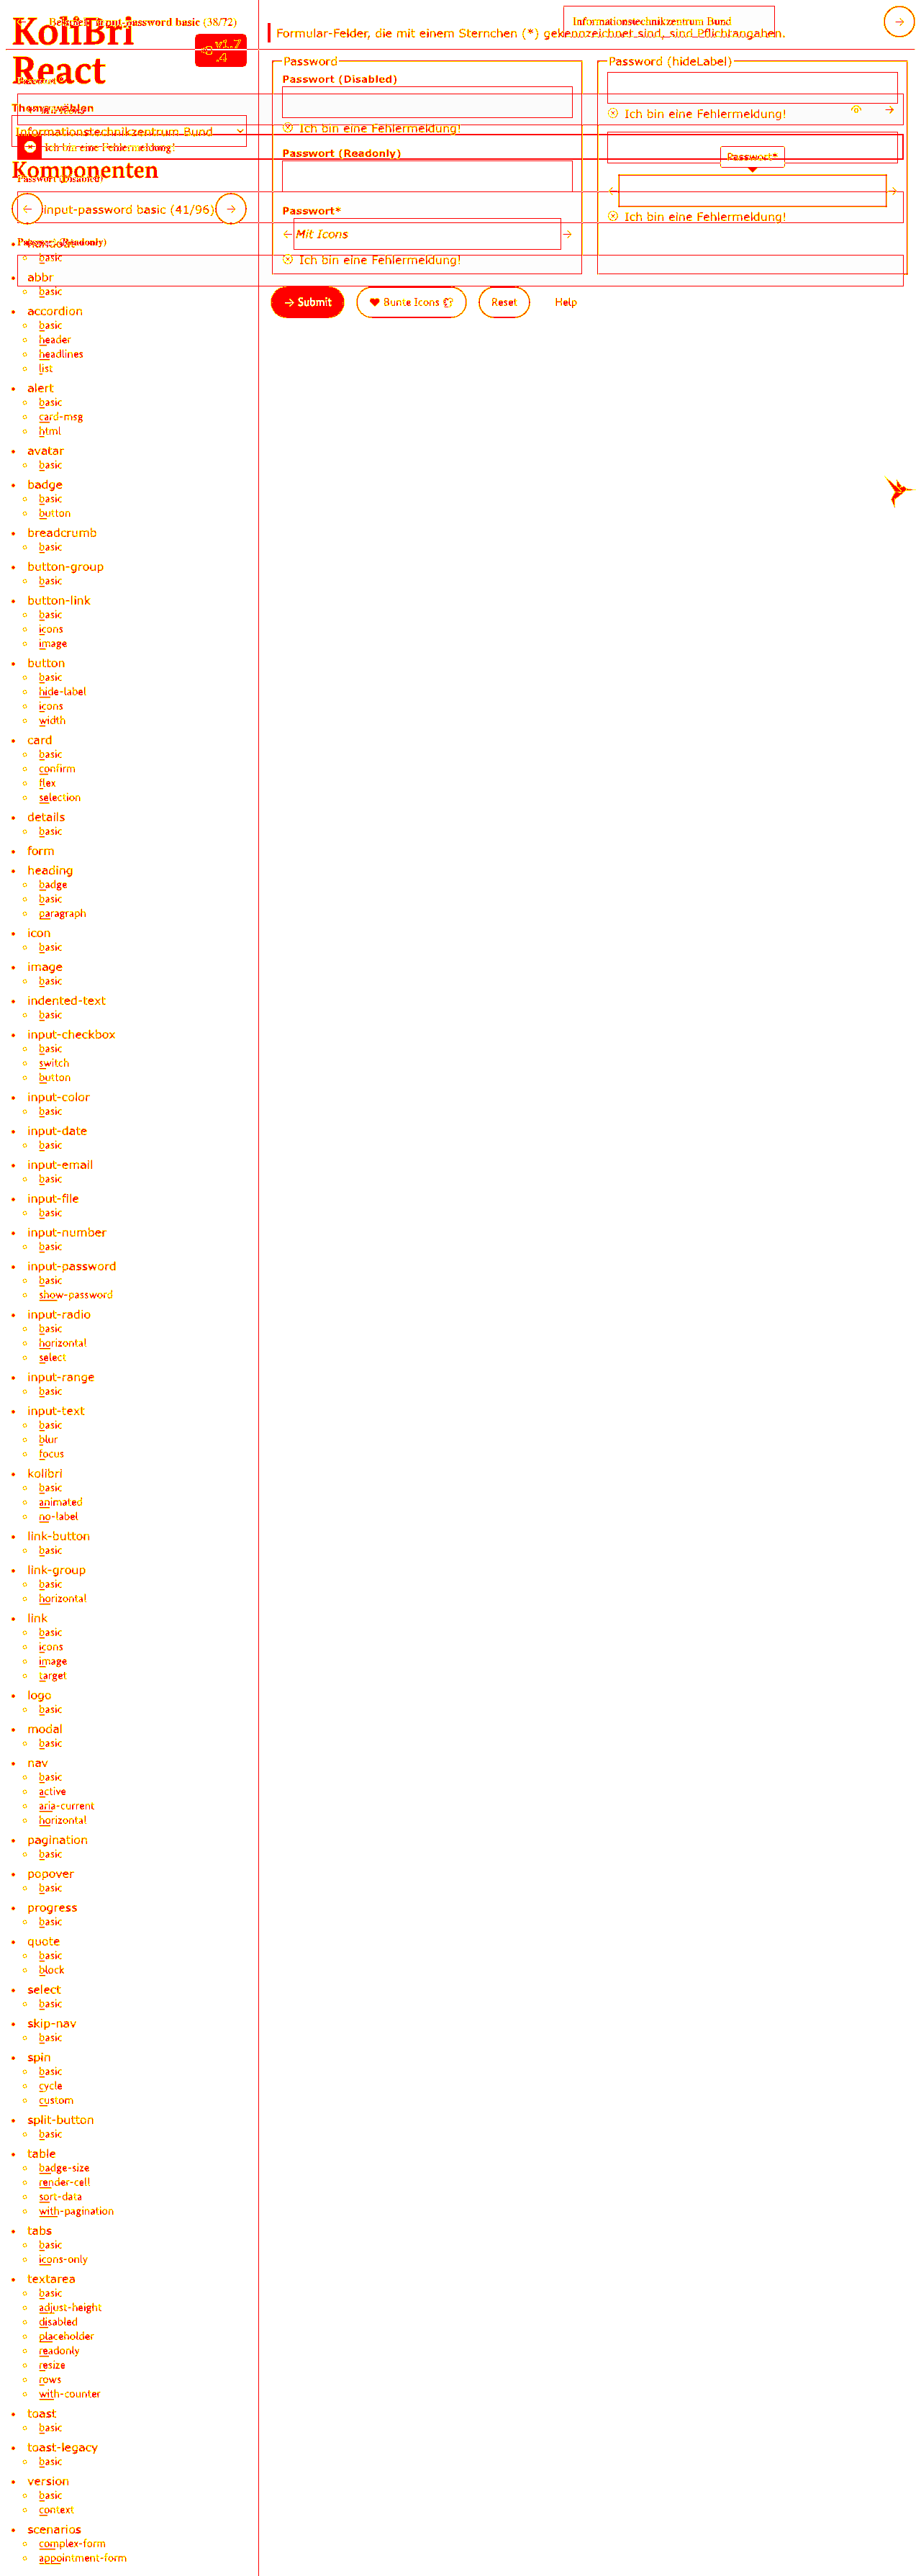 KoliBri
React
v1.7
.4
Theme wählen
Informationstechnikzentrum Bund
Ich bin eine Fehlermeldung!
Komponenten
Passwort (Disabled)
input-password basic (41/96)
Passwort (Readonly)
basic
abbr
basic
accordion
basic
header
headlines
list
alert
basic
card-msg
html
avatar
basic
badge
basic
button
breadcrumb
basic
button-group
basic
button-link
basic
icons
image
button
basic
hide-label
icons
width
card
basic
confirm
flex
selection
details
basic
form
heading
badge
basic
paragraph
icon
basic
image
basic
indented-text
basic
input-checkbox
basic
switch
button
input-color
basic
input-date
basic
input-email
basic
input-file
basic
input-number
basic
input-password
basic
show-password
input-radio
basic
horizontal
select
input-range
basic
input-text
basic
blur
focus
kolibri
basic
animated
no-label
link-button
basic
link-group
basic
horizontal
link
basic
icons
image
target
logo
basic
modal
basic
nav
basic
active
aria-current
horizontal
pagination
basic
popover
basic
progress
basic
quote
basic
block
select
basic
skip-nav
basic
spin
basic
cycle
custom
split-button
basic
table
badge-size
render-cell
sort-data
with-pagination
tabs
basic
icons-only
textarea
basic
adjust-height
disabled
placeholder
readonly
resize
rows
with-counter
toast
basic
toast-legacy
basic
version
basic
context
scenarios
complex-form
appointment-form
input-password basic (38/72)
Informationstechnikzentrum Bund
Formular-Felder, die mit einem Sternchen (*) gekennzeichnet sind, sind Pflichtangaben.
Password
Passwort (Disabled)
Ich bin eine Fehlermeldung!
Passwort (Readonly)
Passwort*
Mit Icons
Ich bin eine Fehlermeldung!
Password (hideLabel)
Ich bin eine Fehlermeldung!
Passwort*
Ich bin eine Fehlermeldung!
Submit
Bunte Icons
Reset
Help